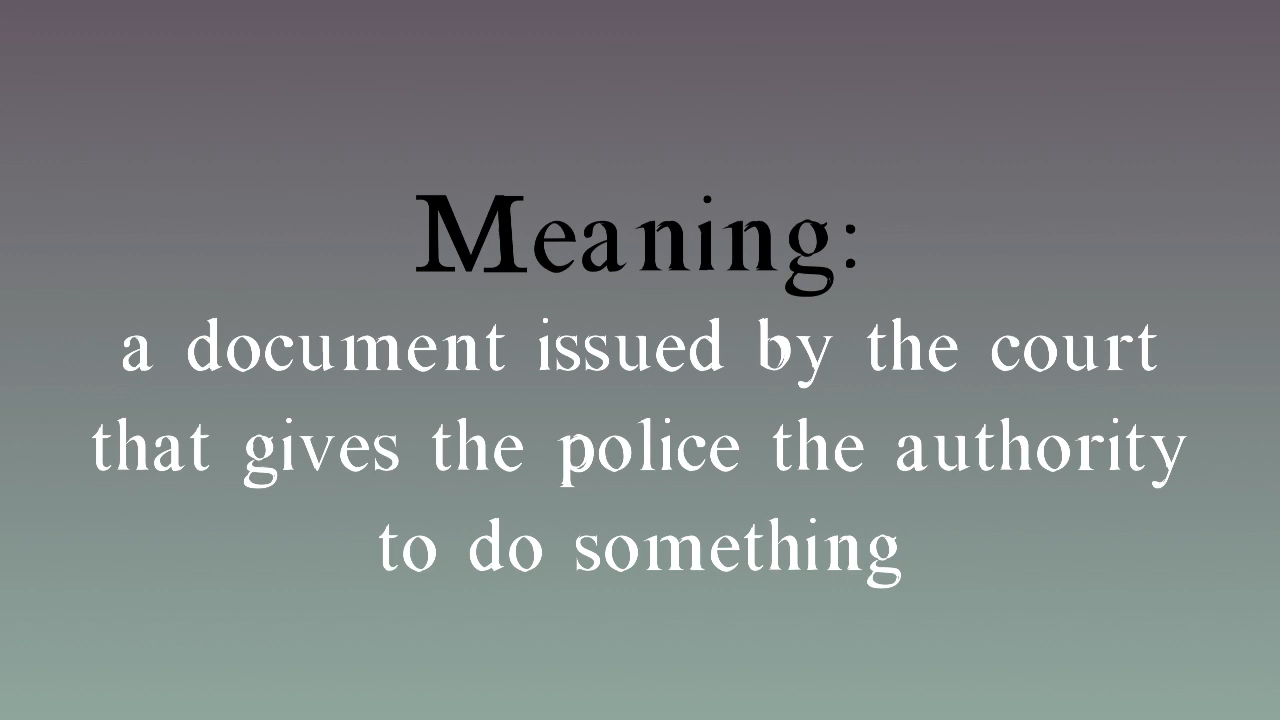 Meaning:
a document issued by the court
that gives the police the authority
to do something